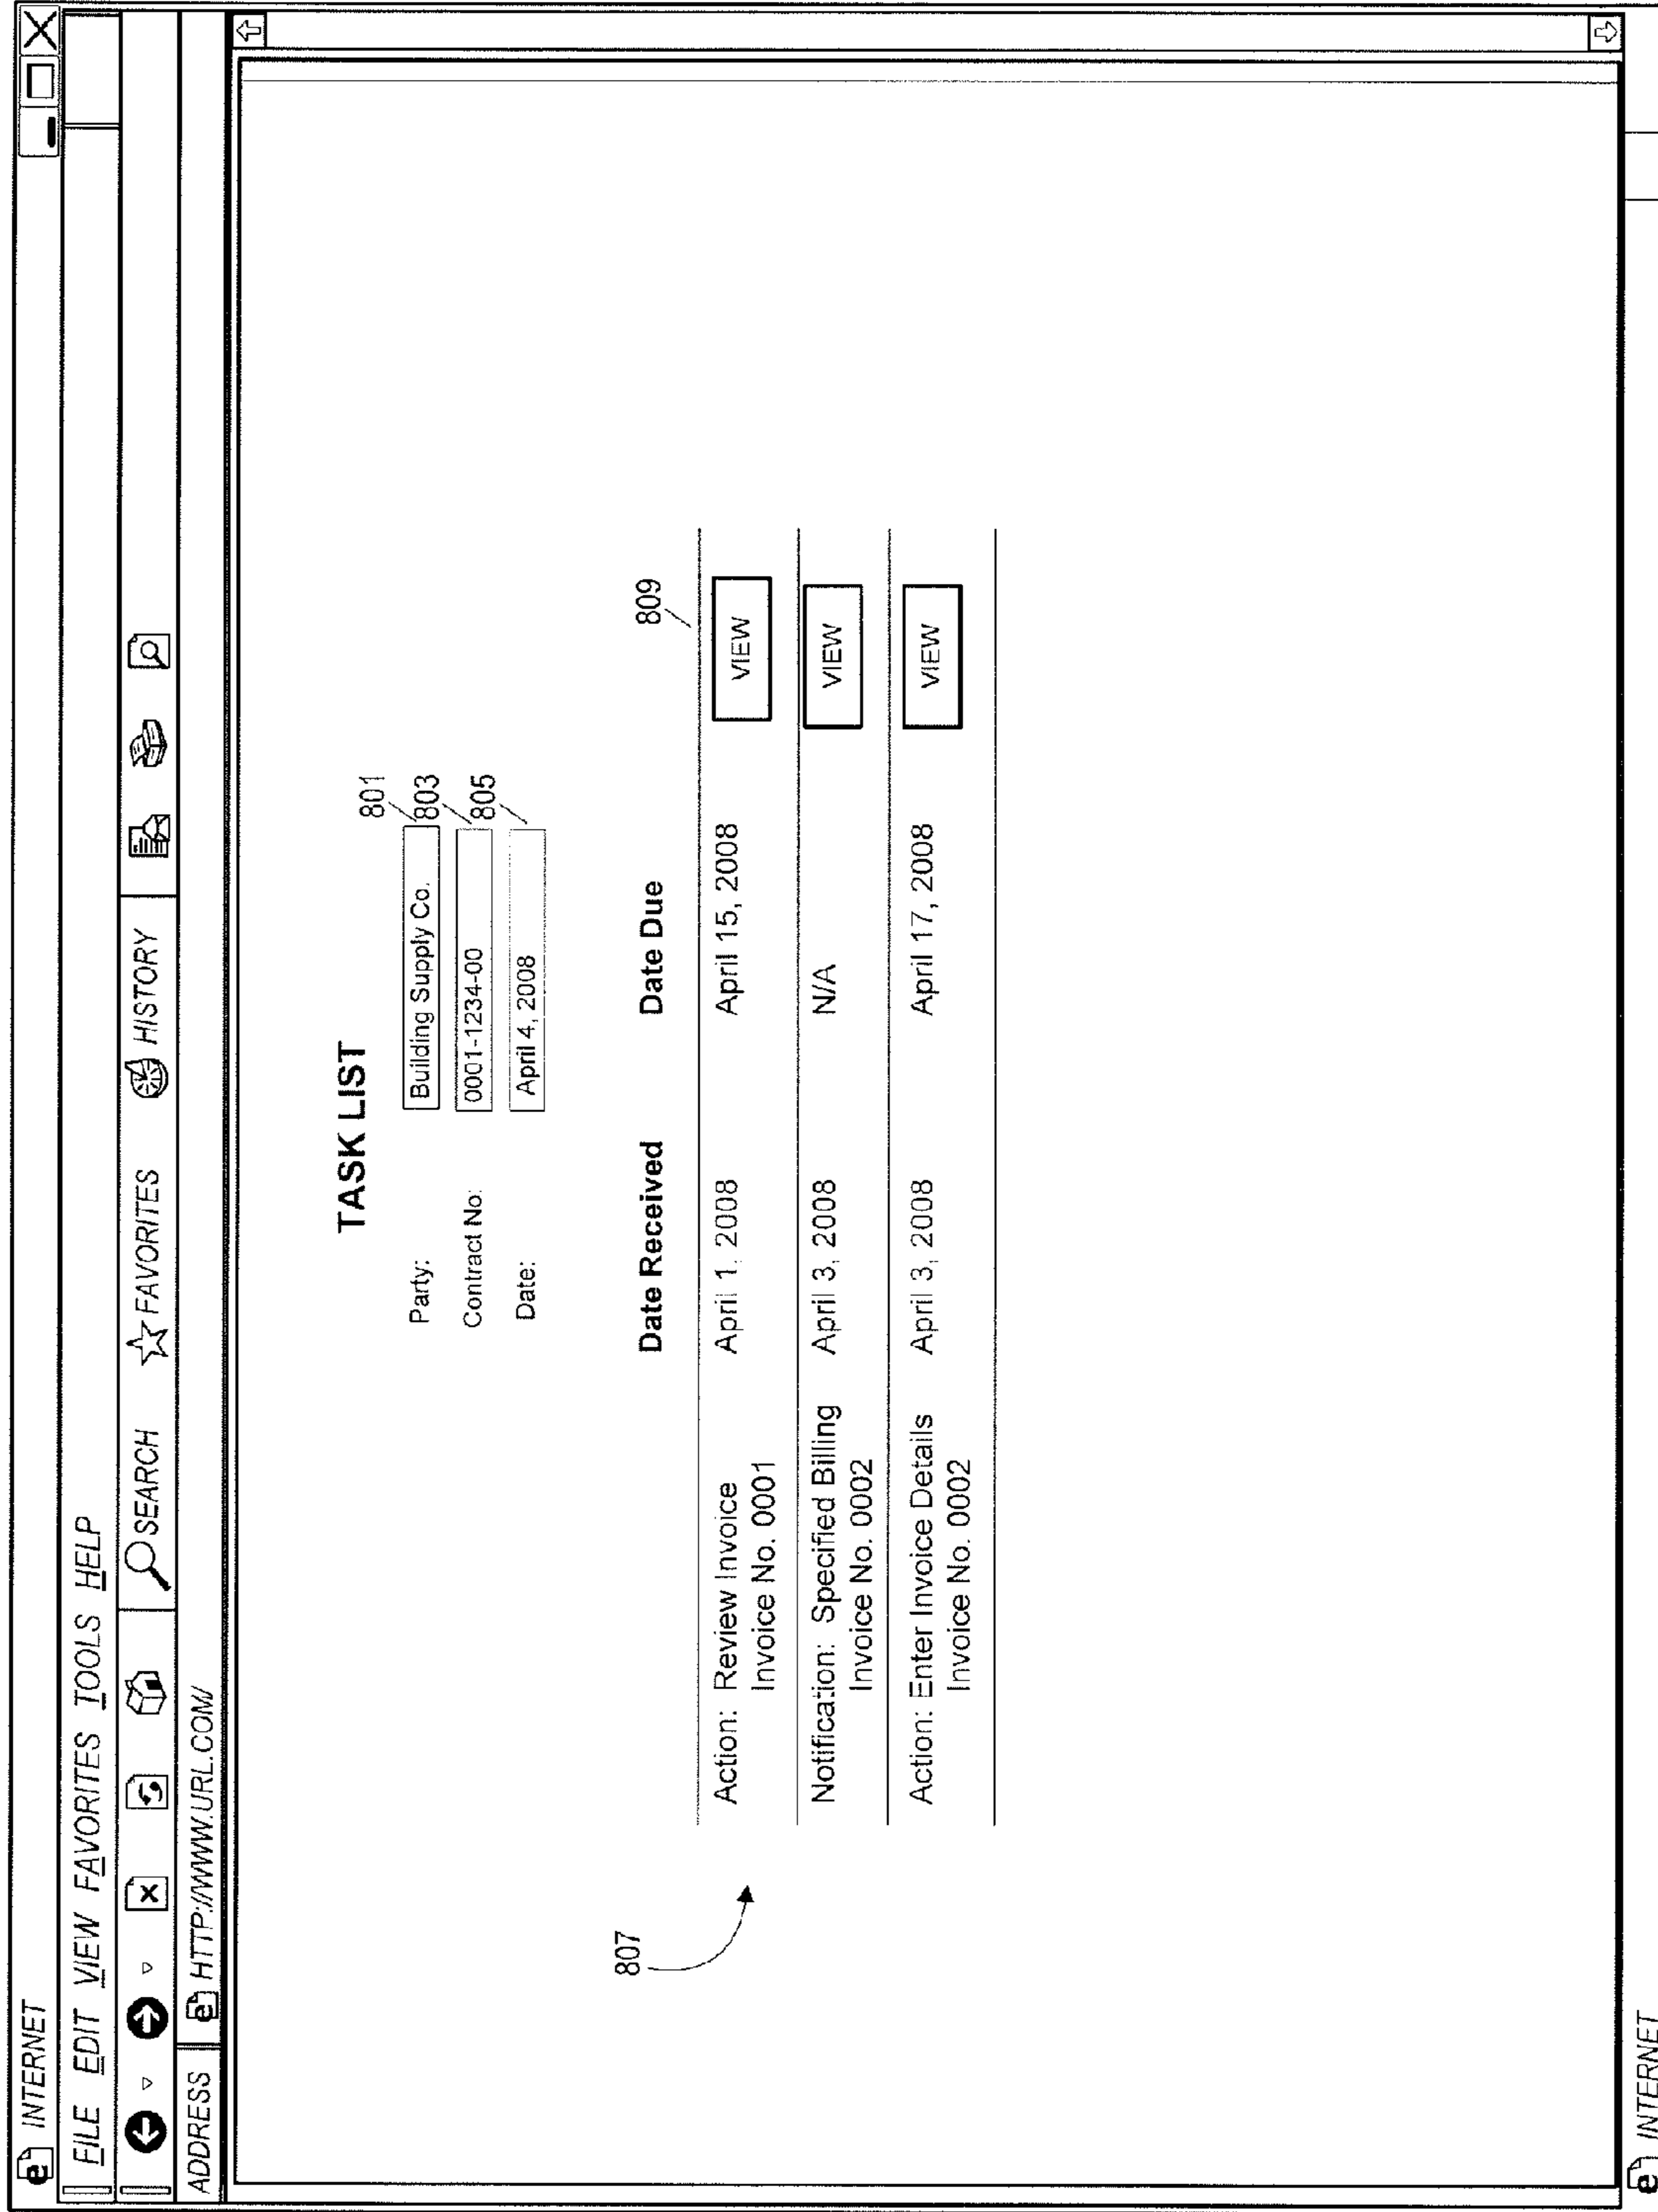 INTERNET
FILE EDIT VIEW FAVORITES TOOLS HELP
SEARCH FAVORITES HISTORY
ADDRESS HTTP://WWW.URL.COM/
TASK LIST
801
Party: Building Supply Co.
803
Contract No: 0001-1234-00
805
Date: April 4, 2008
807
809
Date Received Date Due
Action: Review Invoice April 1, 2008 April 15, 2008 VIEW
Invoice No. 0001
Notification: Specified Billing April 3, 2008 N/A VIEW
Invoice No. 0002
Action: Enter Invoice Details April 3, 2008 April 17, 2008 VIEW
Invoice No. 0002
INTERNET